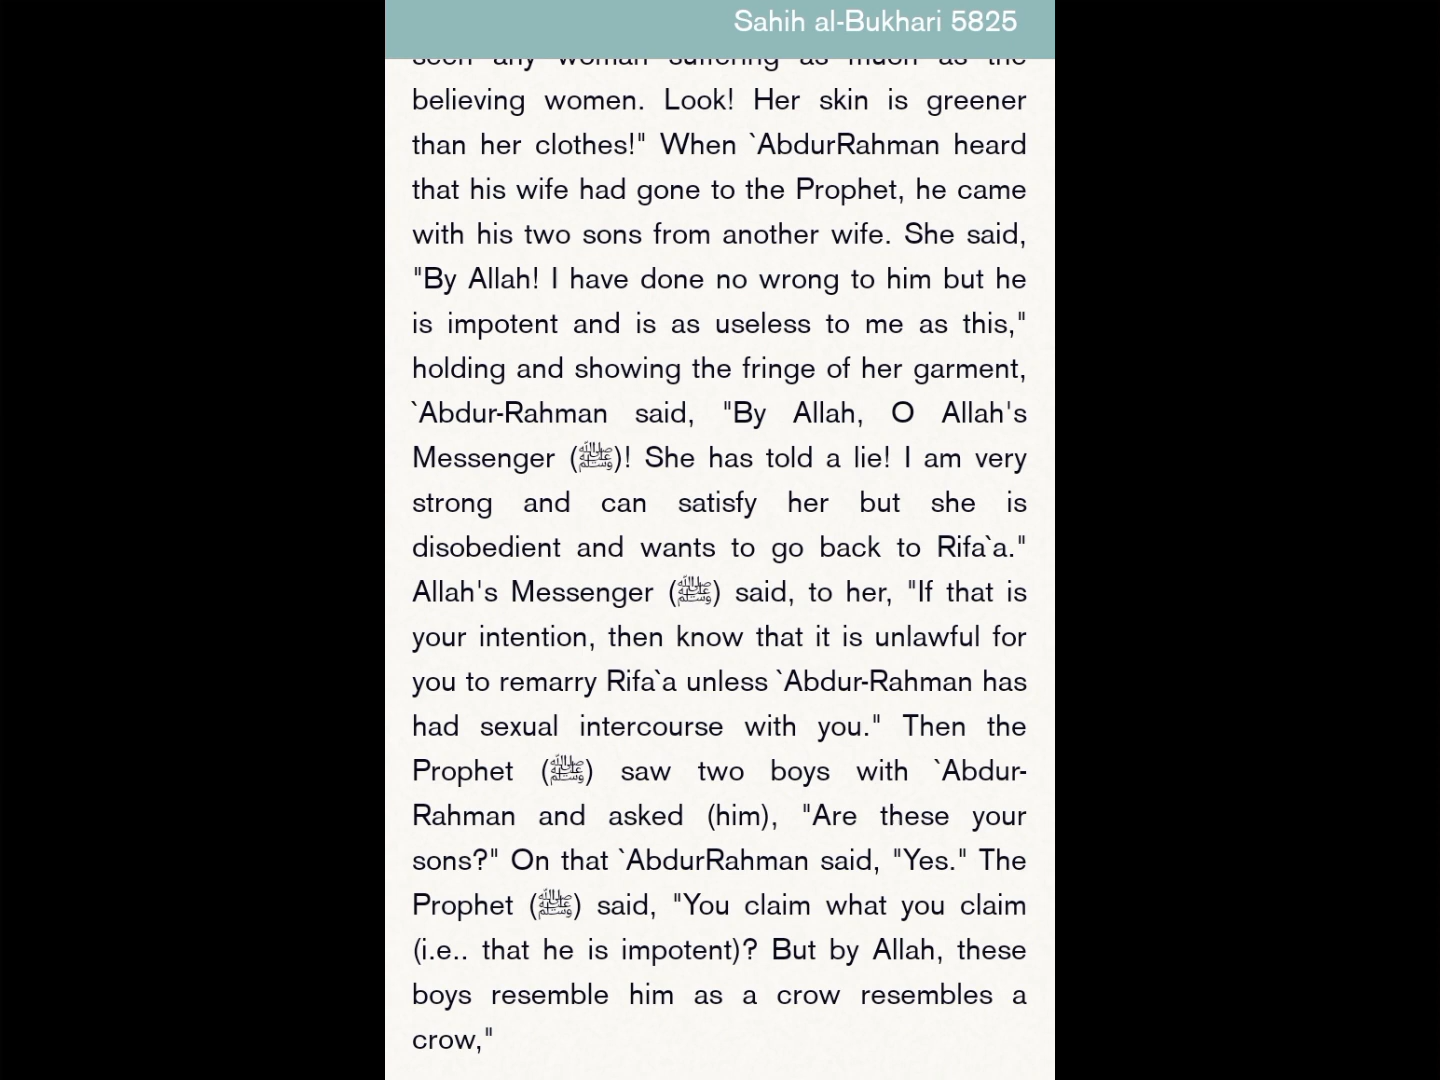 Sahih al-Bukhari 5825
seen any woman suffering as much as the
believing women. Look! Her skin is greener
than her clothes!" When `AbdurRahman heard
that his wife had gone to the Prophet, he came
with his two sons from another wife. She said,
"By Allah! I have done no wrong to him but he
is impotent and is as useless to me as this,"
holding and showing the fringe of her garment,
`Abdur-Rahman said, "By Allah, O Allah's
Messenger (ﷺ)! She has told a lie! I am very
strong and can satisfy her but she is
disobedient and wants to go back to Rifa`a."
Allah's Messenger (ﷺ) said, to her, "If that is
your intention, then know that it is unlawful for
you to remarry Rifa`a unless `Abdur-Rahman has
had sexual intercourse with you." Then the
Prophet (ﷺ) saw two boys with `Abdur-
Rahman and asked (him), "Are these your
sons?" On that `AbdurRahman said, "Yes." The
Prophet (ﷺ) said, "You claim what you claim
(i.e.. that he is impotent)? But by Allah, these
boys resemble him as a crow resembles a
crow,"